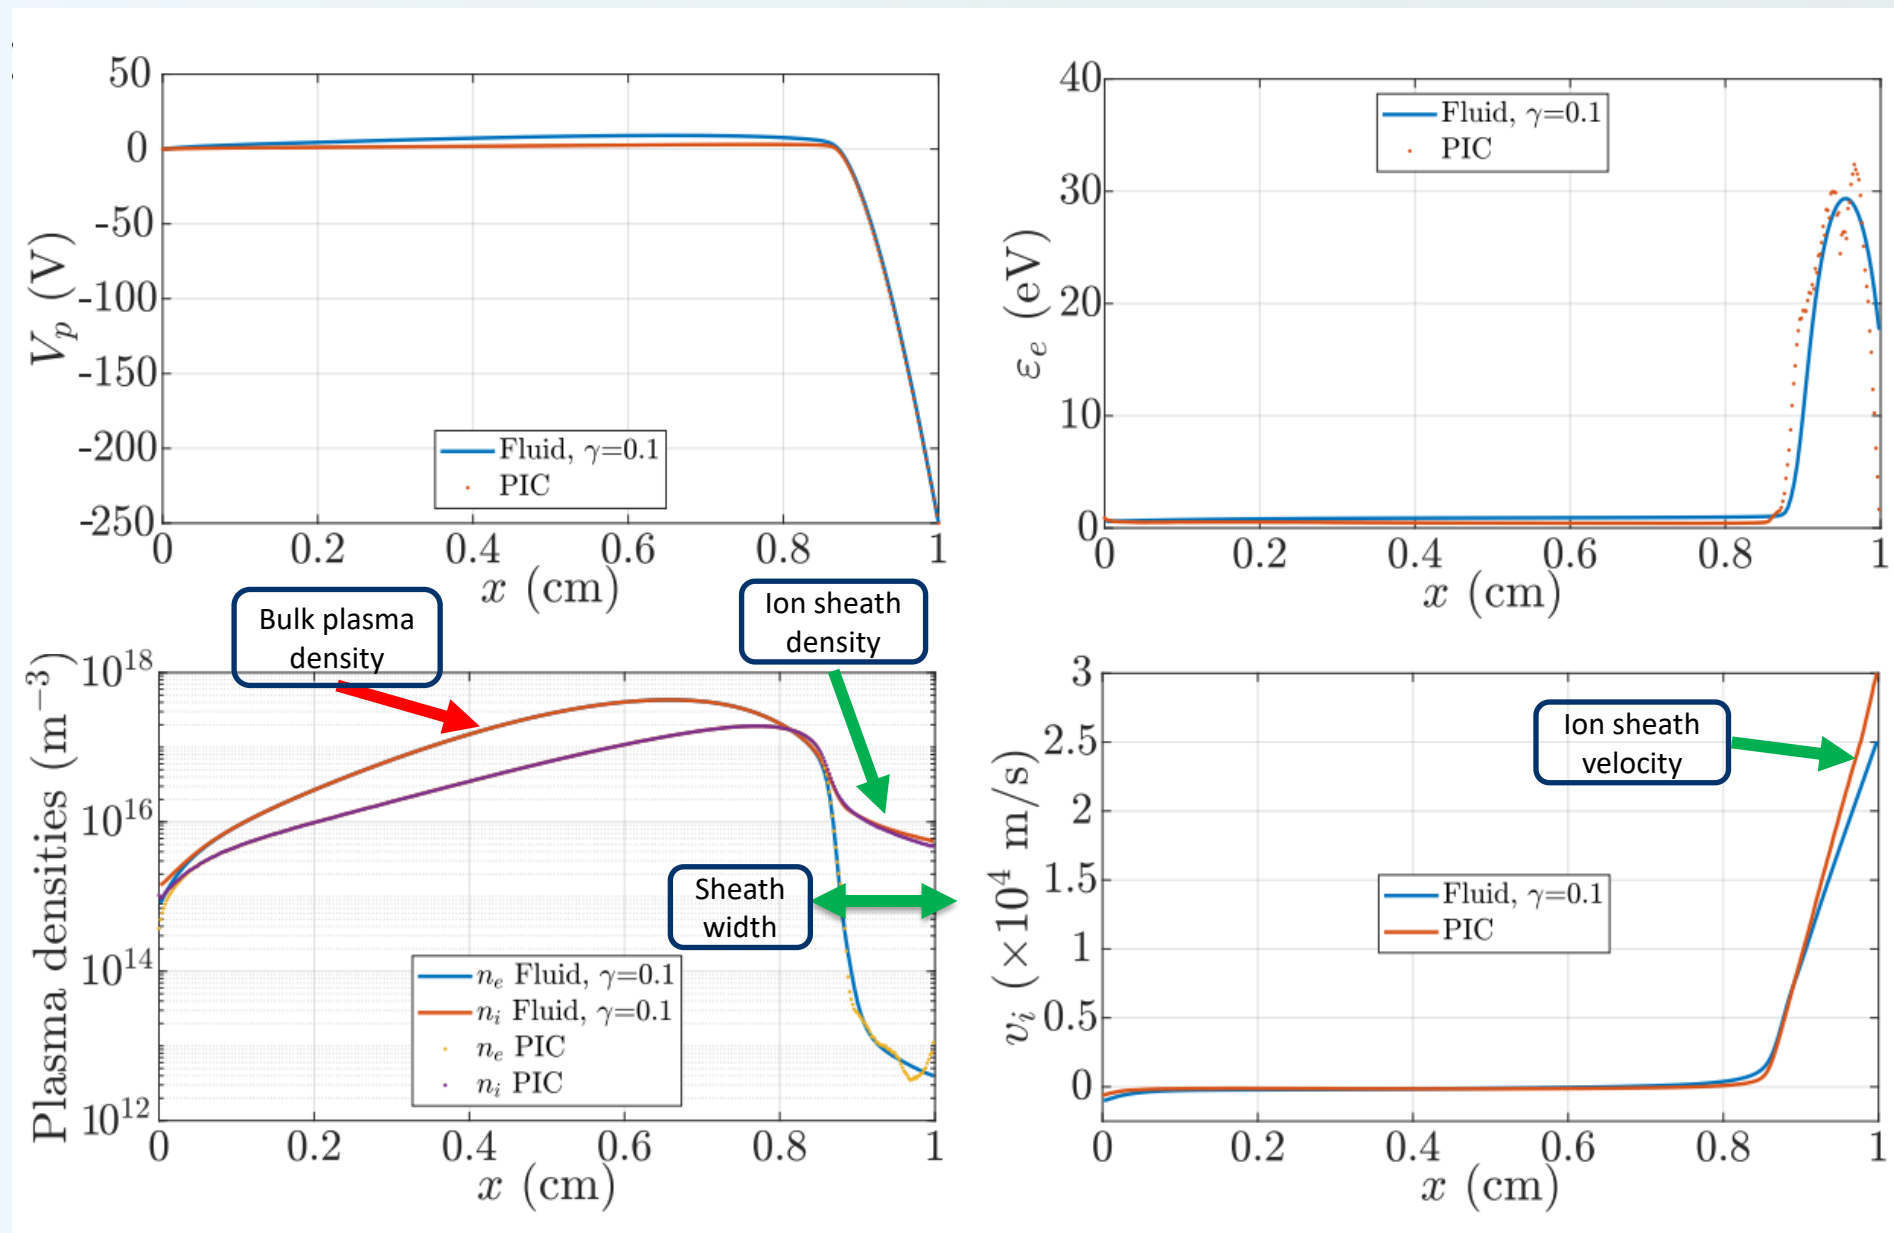 50
0
-50
-100
-150
-200
-250
V_p (V)
Fluid, γ=0.1
PIC
0 0.2 0.4 0.6 0.8 1
x (cm)
40
30
20
10
0
ε_e (eV)
Fluid, γ=0.1
PIC
0 0.2 0.4 0.6 0.8 1
x (cm)
Bulk plasma
density
Ion sheath
density
Sheath
width
10^18
10^16
10^14
10^12
Plasma densities (m^−3)
n_e Fluid, γ=0.1
n_i Fluid, γ=0.1
n_e PIC
n_i PIC
0 0.2 0.4 0.6 0.8 1
x (cm)
Ion sheath
velocity
3
2.5
2
1.5
1
0.5
0
v_i (×10^4 m/s)
Fluid, γ=0.1
PIC
0 0.2 0.4 0.6 0.8 1
x (cm)